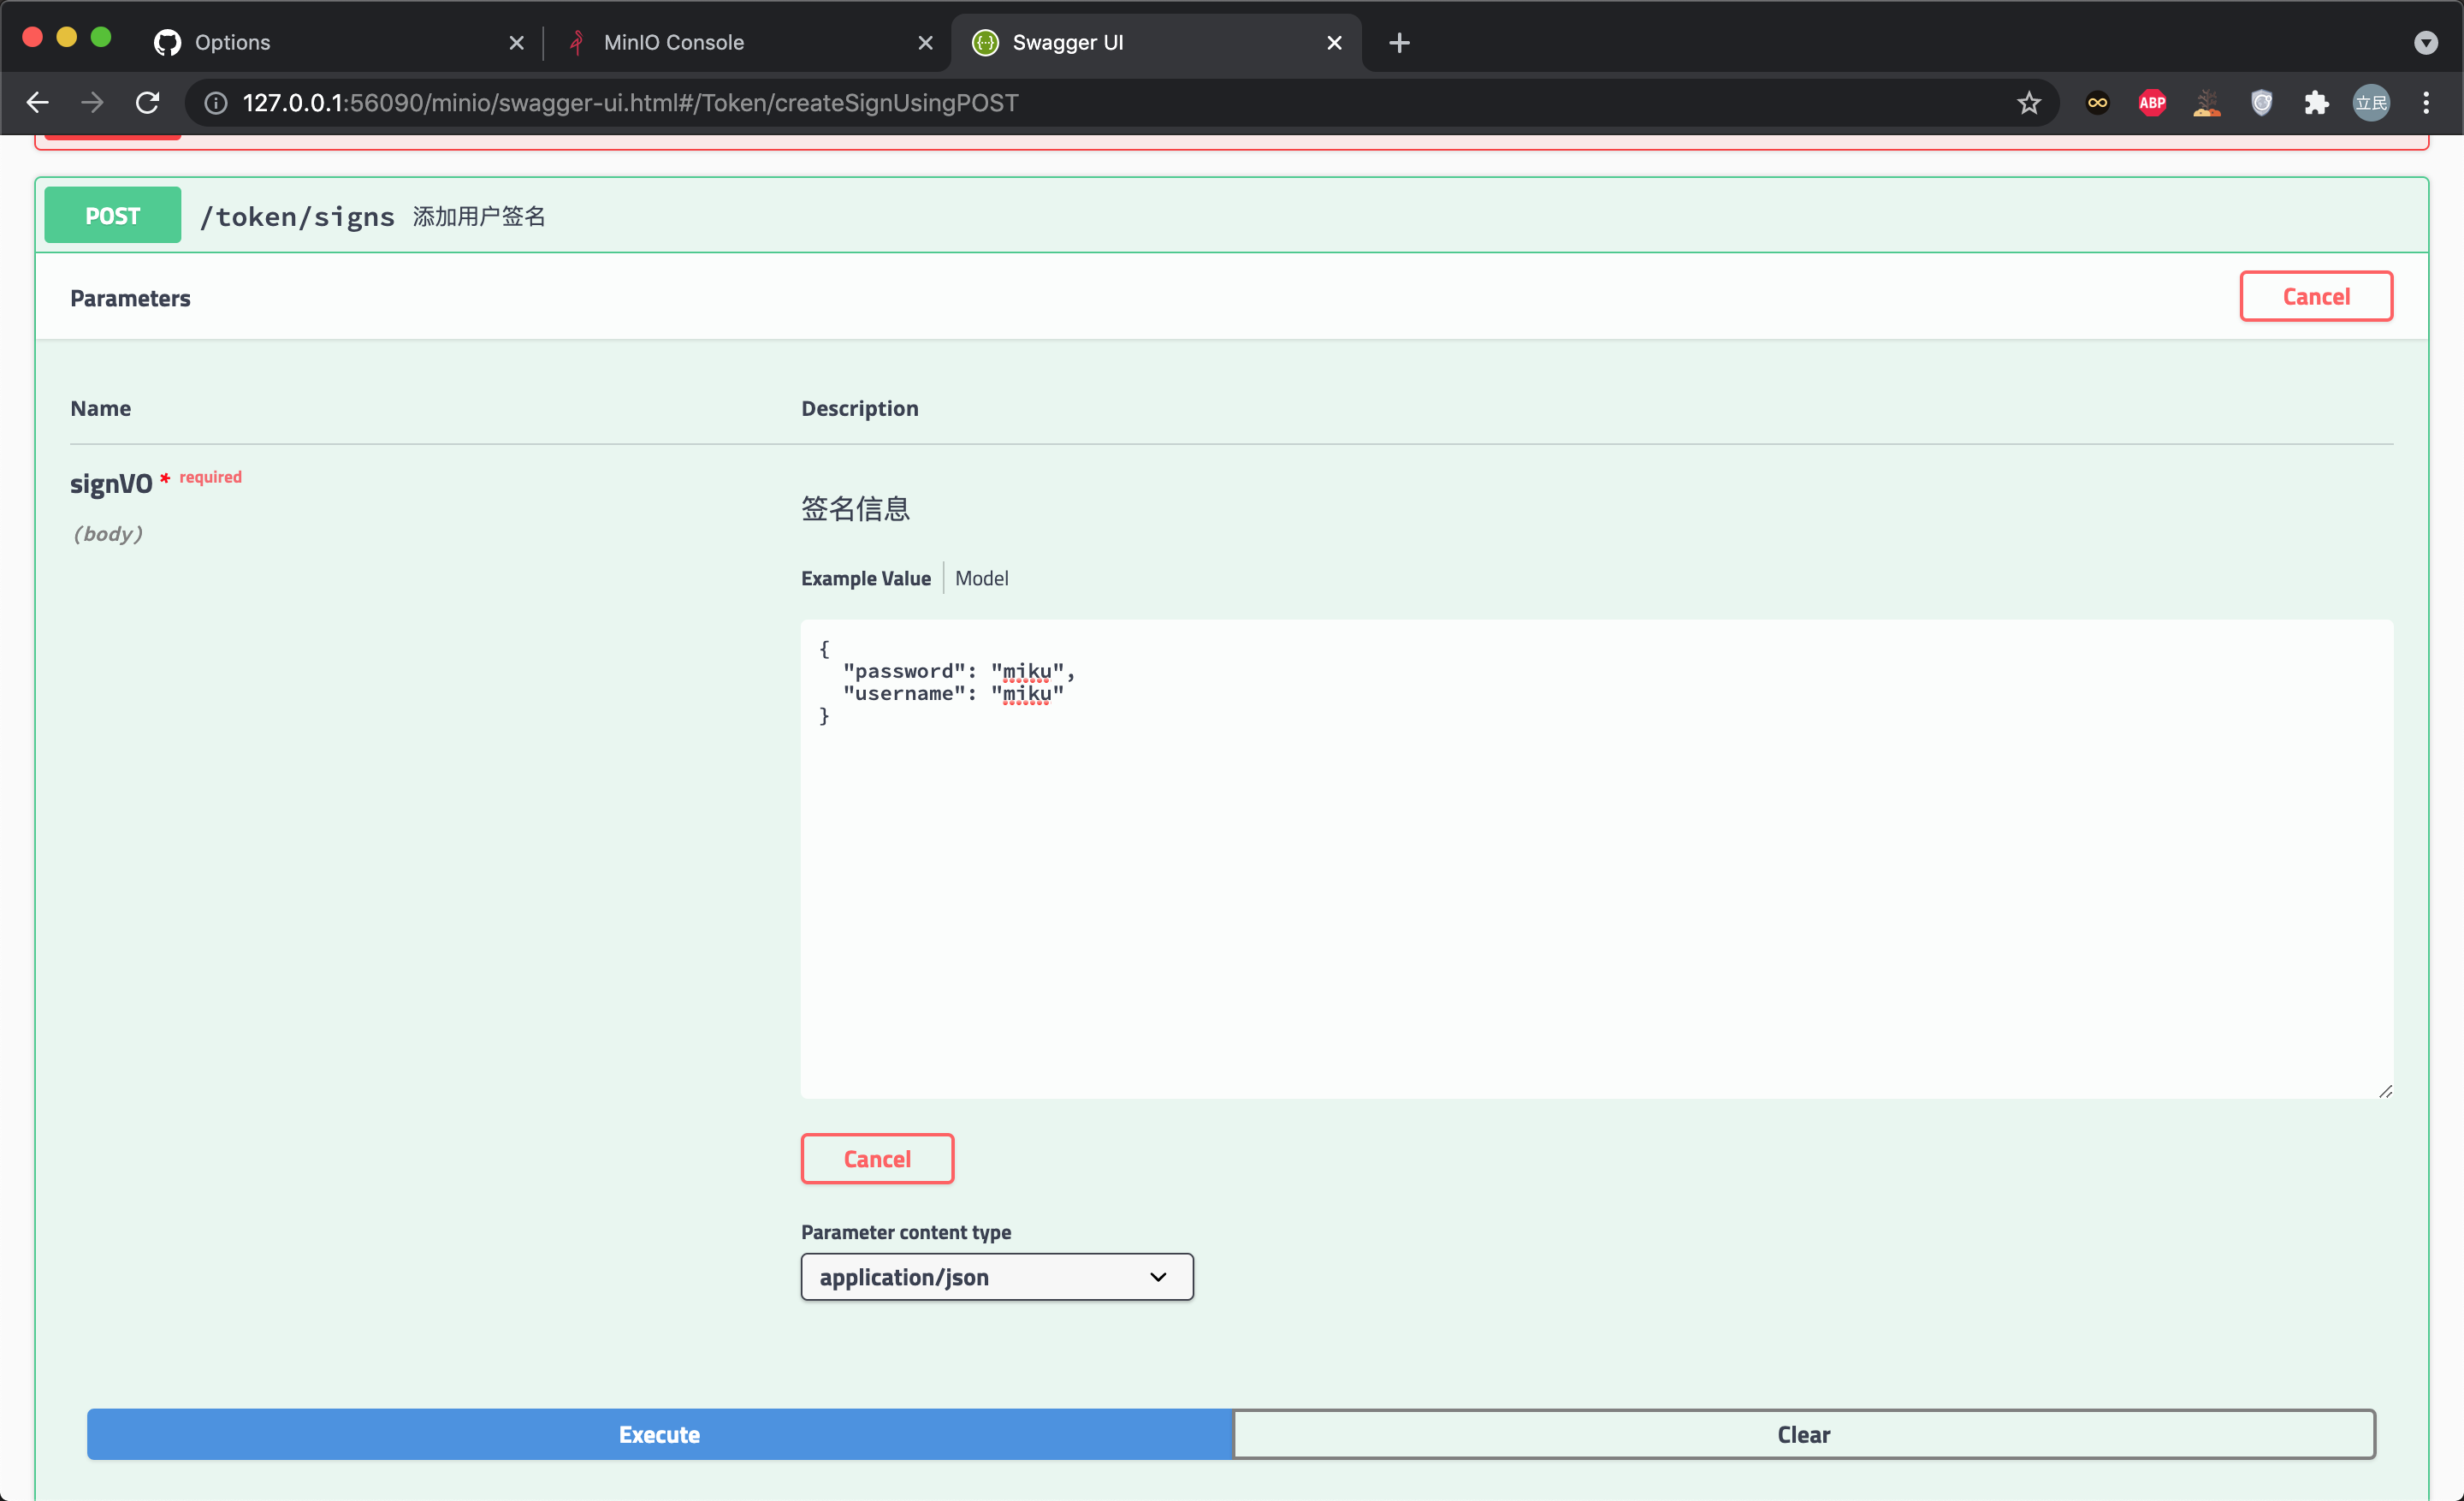 Options
MinIO Console
Swagger UI
127.0.0.1:56090/minio/swagger-ui.html#/Token/createSignUsingPOST
ABP
立民
POST /token/signs 添加用户签名
Parameters
Cancel
Name Description
signVO * required
(body)
签名信息
Example Value Model
{
"password": "miku",
"username": "miku"
}
Cancel
Parameter content type
application/json
Execute
Clear